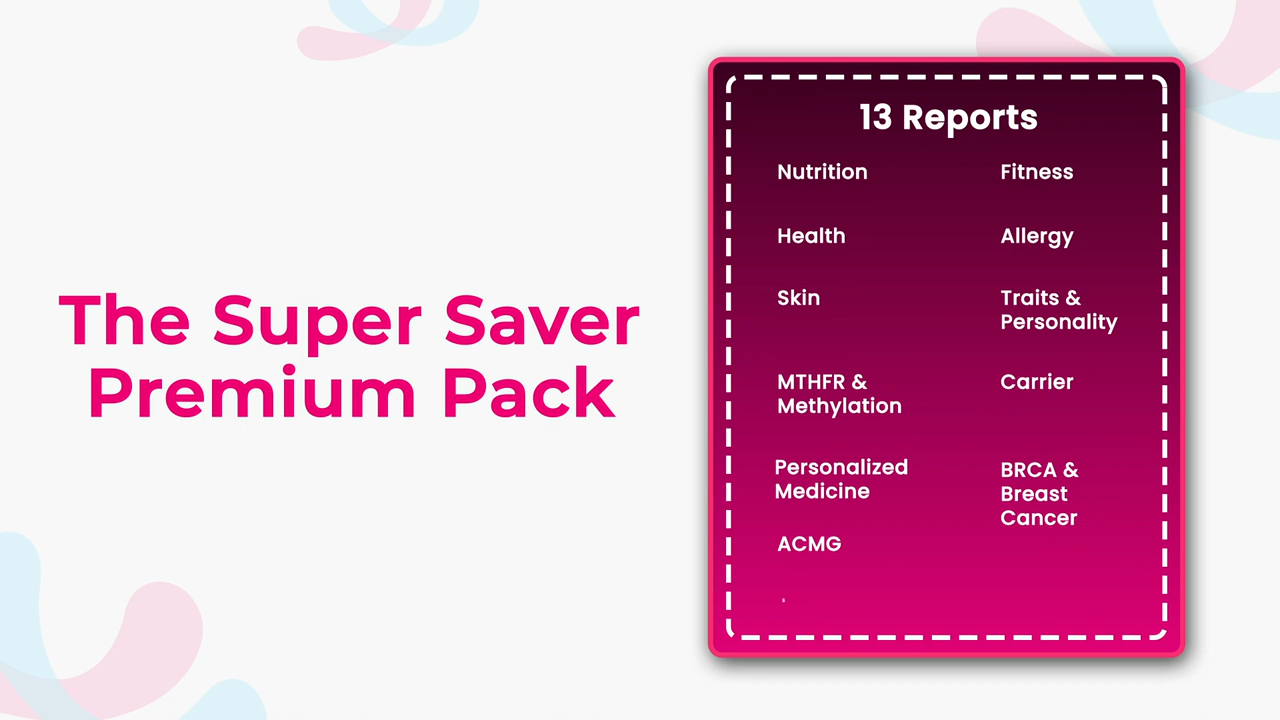 The Super Saver
Premium Pack
13 Reports
Nutrition
Fitness
Health
Allergy
Skin
Traits &
Personality
MTHFR &
Methylation
Carrier
Personalized
Medicine
BRCA &
Breast
Cancer
ACMG